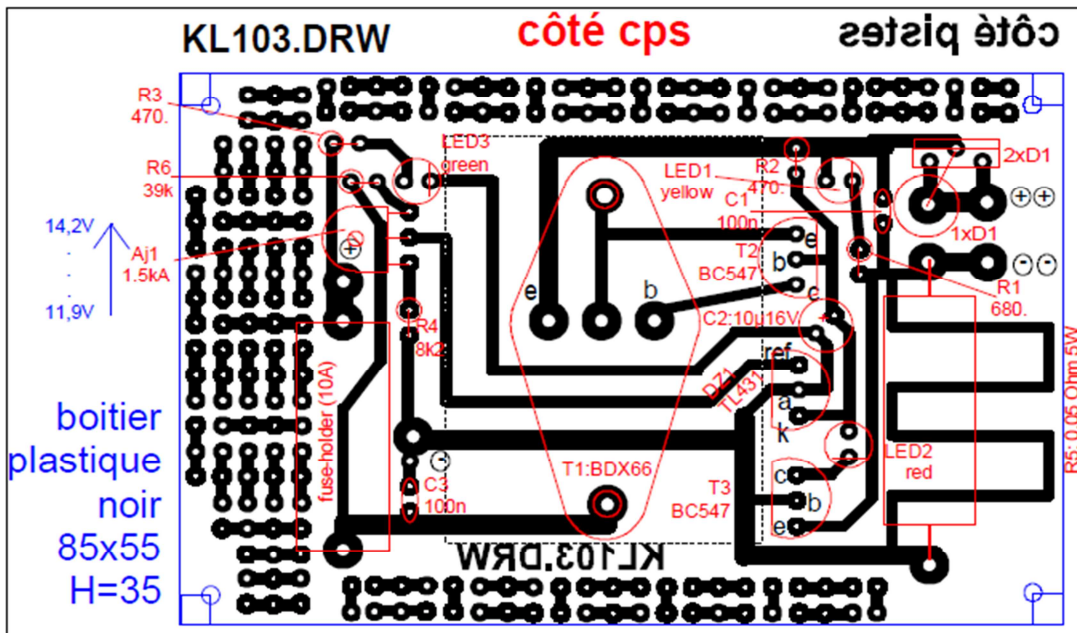 KL103.DRW
côté cps
côté pistes
R3
470.
R6
39k
14,2V
.
.
11,9V
Aj1
1.5kA
LED3
green
LED1
yellow
R2
470.
C1
100n
T2
BC547
e
b
c
2xD1
++
1xD1
--
R1
680.
e
b
R4
8k2
C2:10µ16V
ref
DZ1
TL431
a
k
boitier
plastique
noir
85x55
H=35
fuse-holder (10A)
C3
100n
T1:BDX66
T3
BC547
c
b
e
LED2
red
R5: 0.05 Ohm 5W
KL103.DRW